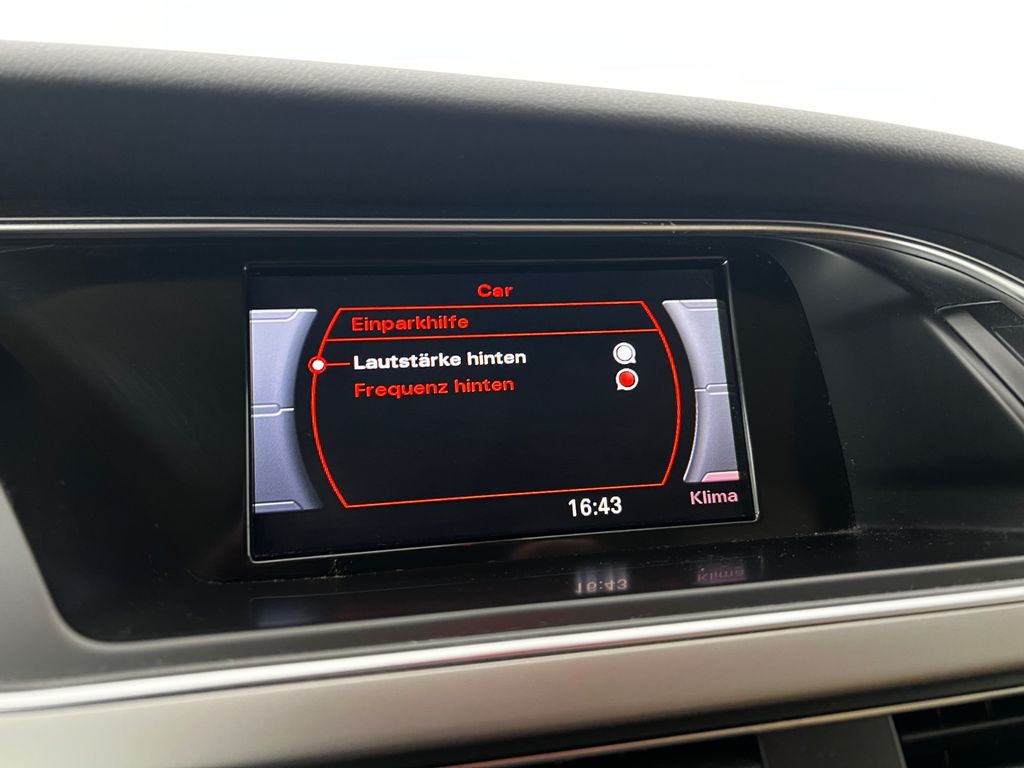 Car
Einparkhilfe
Lautstärke hinten
Frequenz hinten
16:43
Klima